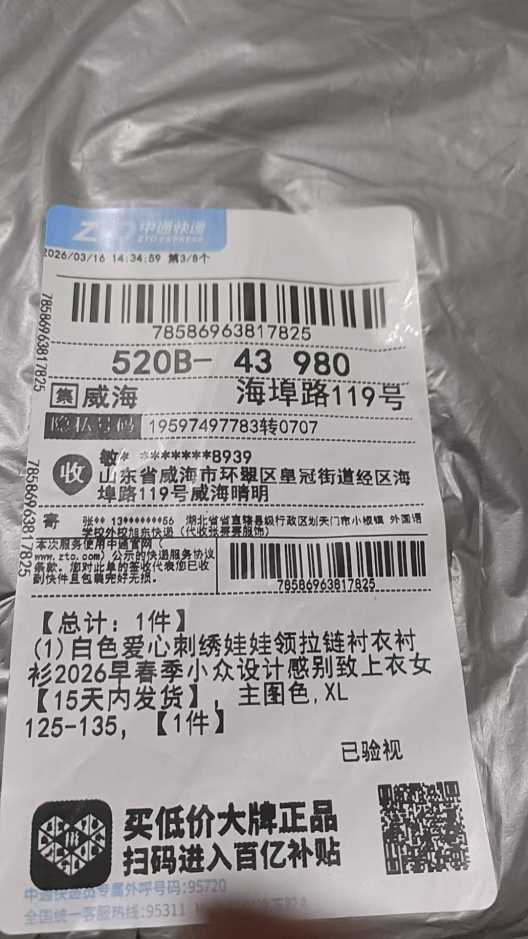 ZTO 中通快递
ZTO EXPRESS
2026/03/16 14:34:59 第3/8个
78586963817825
78586963817825
520B- 43 980
集 威海 海埠路119号
隐私号码 19597497783转0707
收 敏* *******8939
山东省威海市环翠区皇冠街道经区海
埠路119号威海晴明
78586963817825
寄 张** 13*******56 湖北省省直辖县级行政区划天门市小板镇 外国语
学校外校旭东快递(代收张赛赛服饰)
本次服务使用中通官网(
www.zto.com)公示的快递服务协议
条款。您对此单的签收代表您已收
到快件且包装完好无损。
78586963817825
【总计:1件】
(1)白色爱心刺绣娃娃领拉链衬衣衬
衫2026早春季小众设计感别致上衣女
【15天内发货】, 主图色,XL
125-135, 【1件】
已验视
买低价大牌正品
扫码进入百亿补贴
中通快递员专属外呼号码:95720
全国统一客服热线:95311